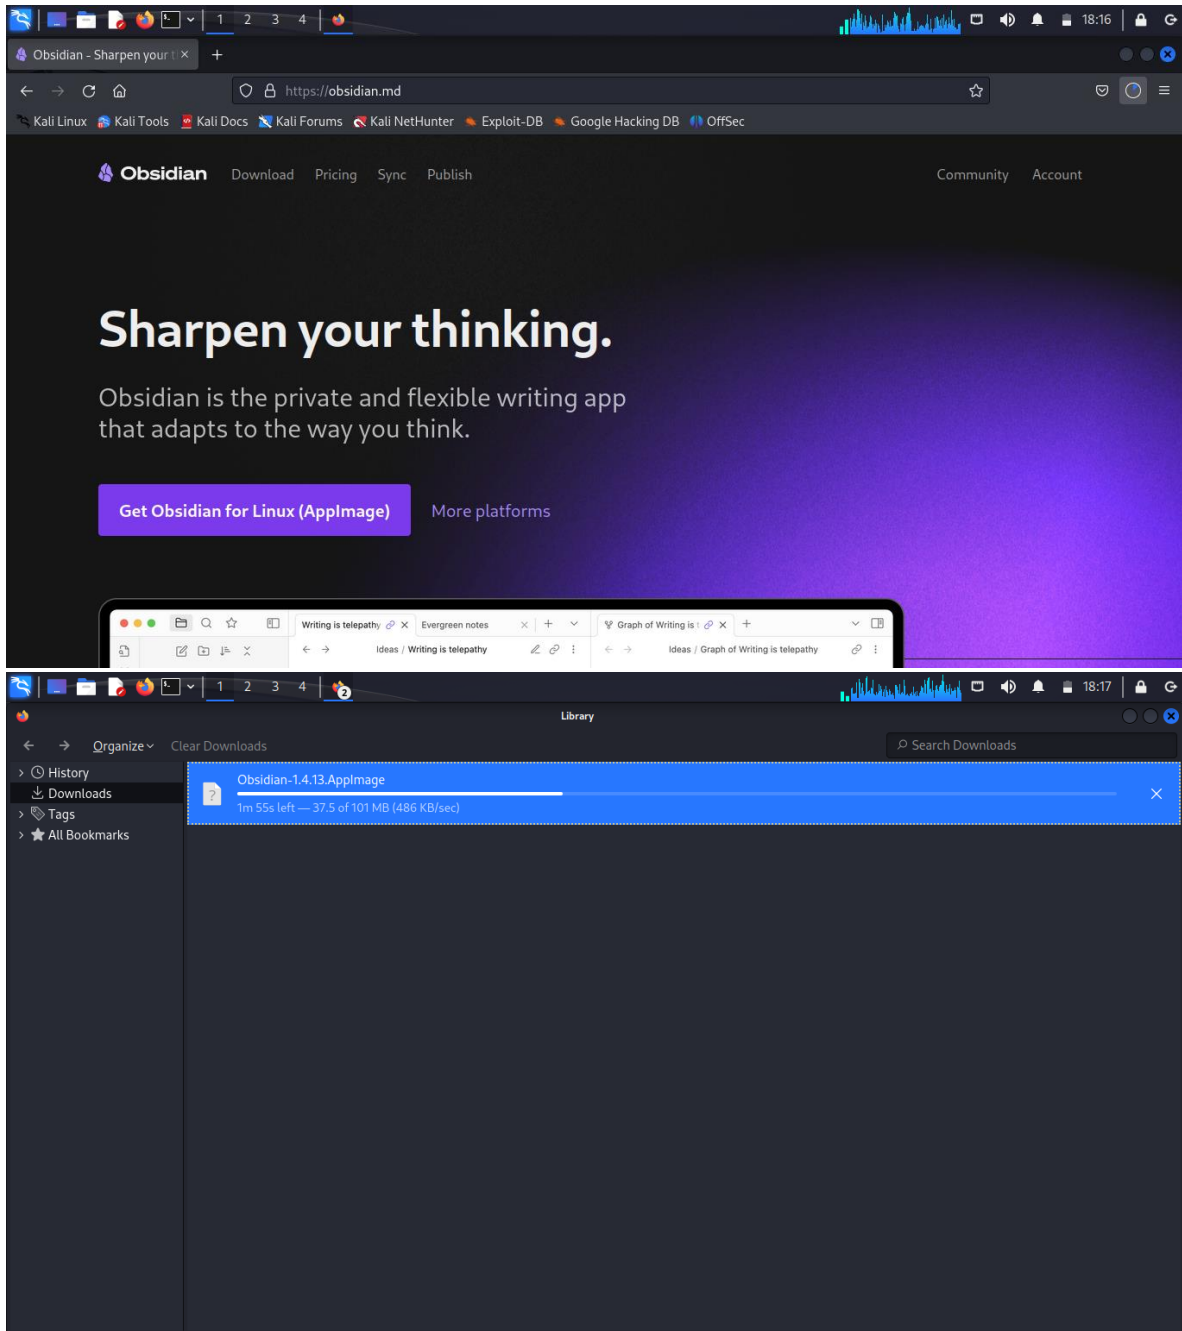 1 2 3 4 18:16
Obsidian - Sharpen your t
https://obsidian.md
Kali Linux Kali Tools Kali Docs Kali Forums Kali NetHunter Exploit-DB Google Hacking DB OffSec
Obsidian Download Pricing Sync Publish Community Account
Sharpen your thinking.
Obsidian is the private and flexible writing app
that adapts to the way you think.
Get Obsidian for Linux (AppImage) More platforms
Writing is telepathy Evergreen notes Graph of Writing is t
Ideas / Writing is telepathy Ideas / Graph of Writing is telepathy
1 2 3 4 2 18:17
Library
Organize Clear Downloads Search Downloads
History
Downloads
Tags
All Bookmarks
Obsidian-1.4.13.AppImage
1m 55s left — 37.5 of 101 MB (486 KB/sec)